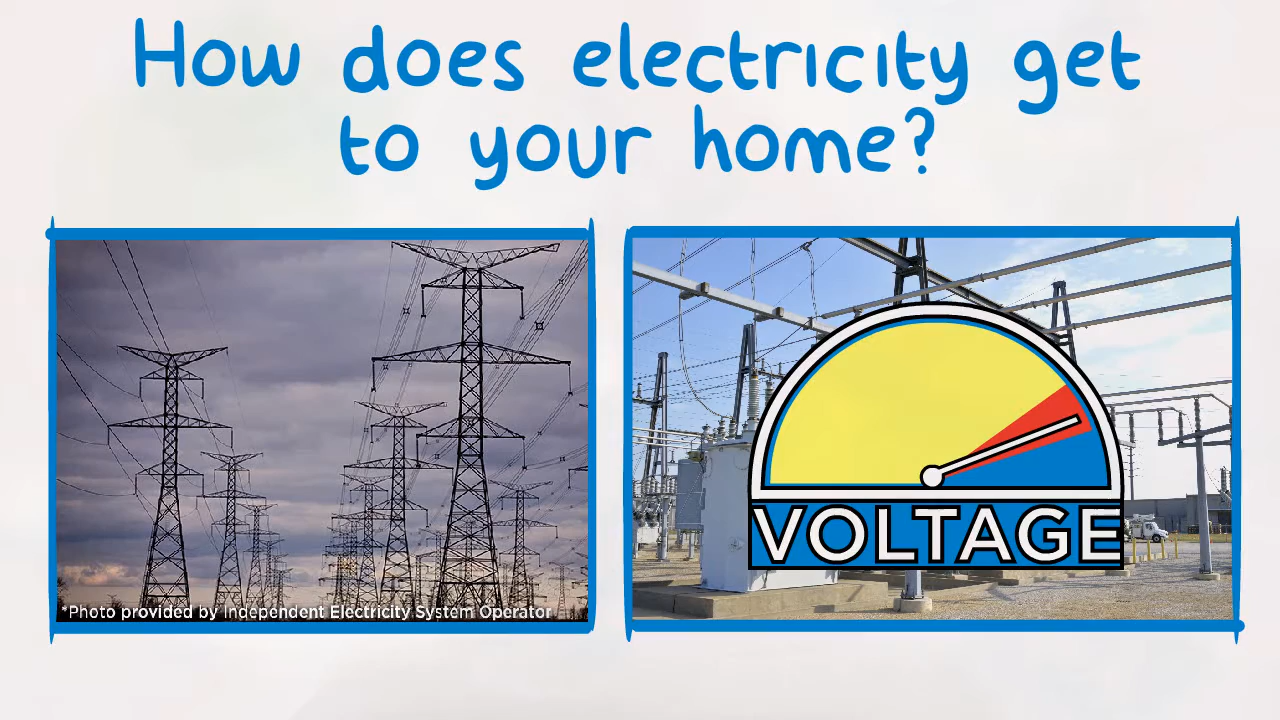 How does electricity get
to your home?
*Photo provided by Independent Electricity System Operator
VOLTAGE